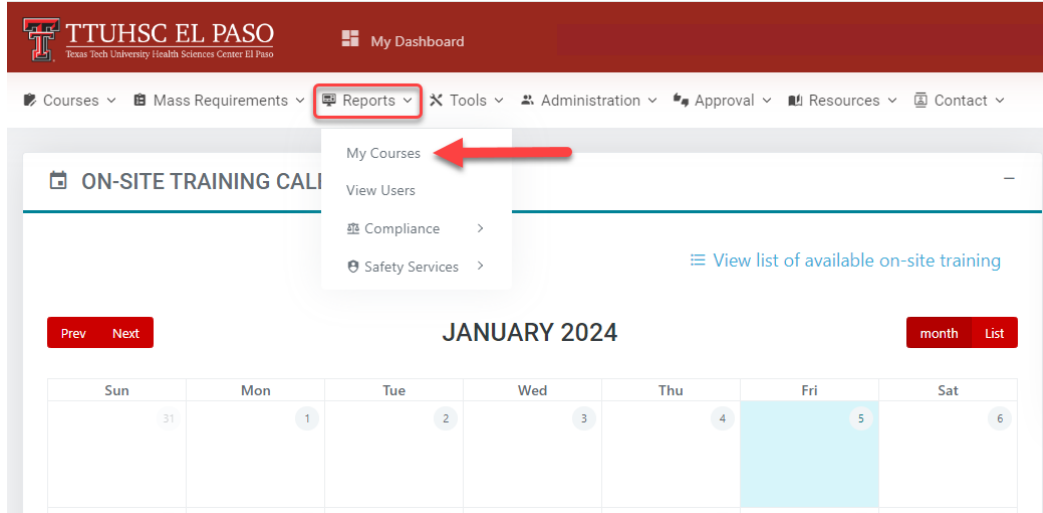 TTUHSC EL PASO
Texas Tech University Health Sciences Center El Paso
My Dashboard
Courses Mass Requirements Reports Tools Administration Approval Resources Contact
My Courses
View Users
Compliance
Safety Services
ON-SITE TRAINING CAL
View list of available on-site training
Prev Next
JANUARY 2024
month List
Sun Mon Tue Wed Thu Fri Sat
31 1 2 3 4 5 6